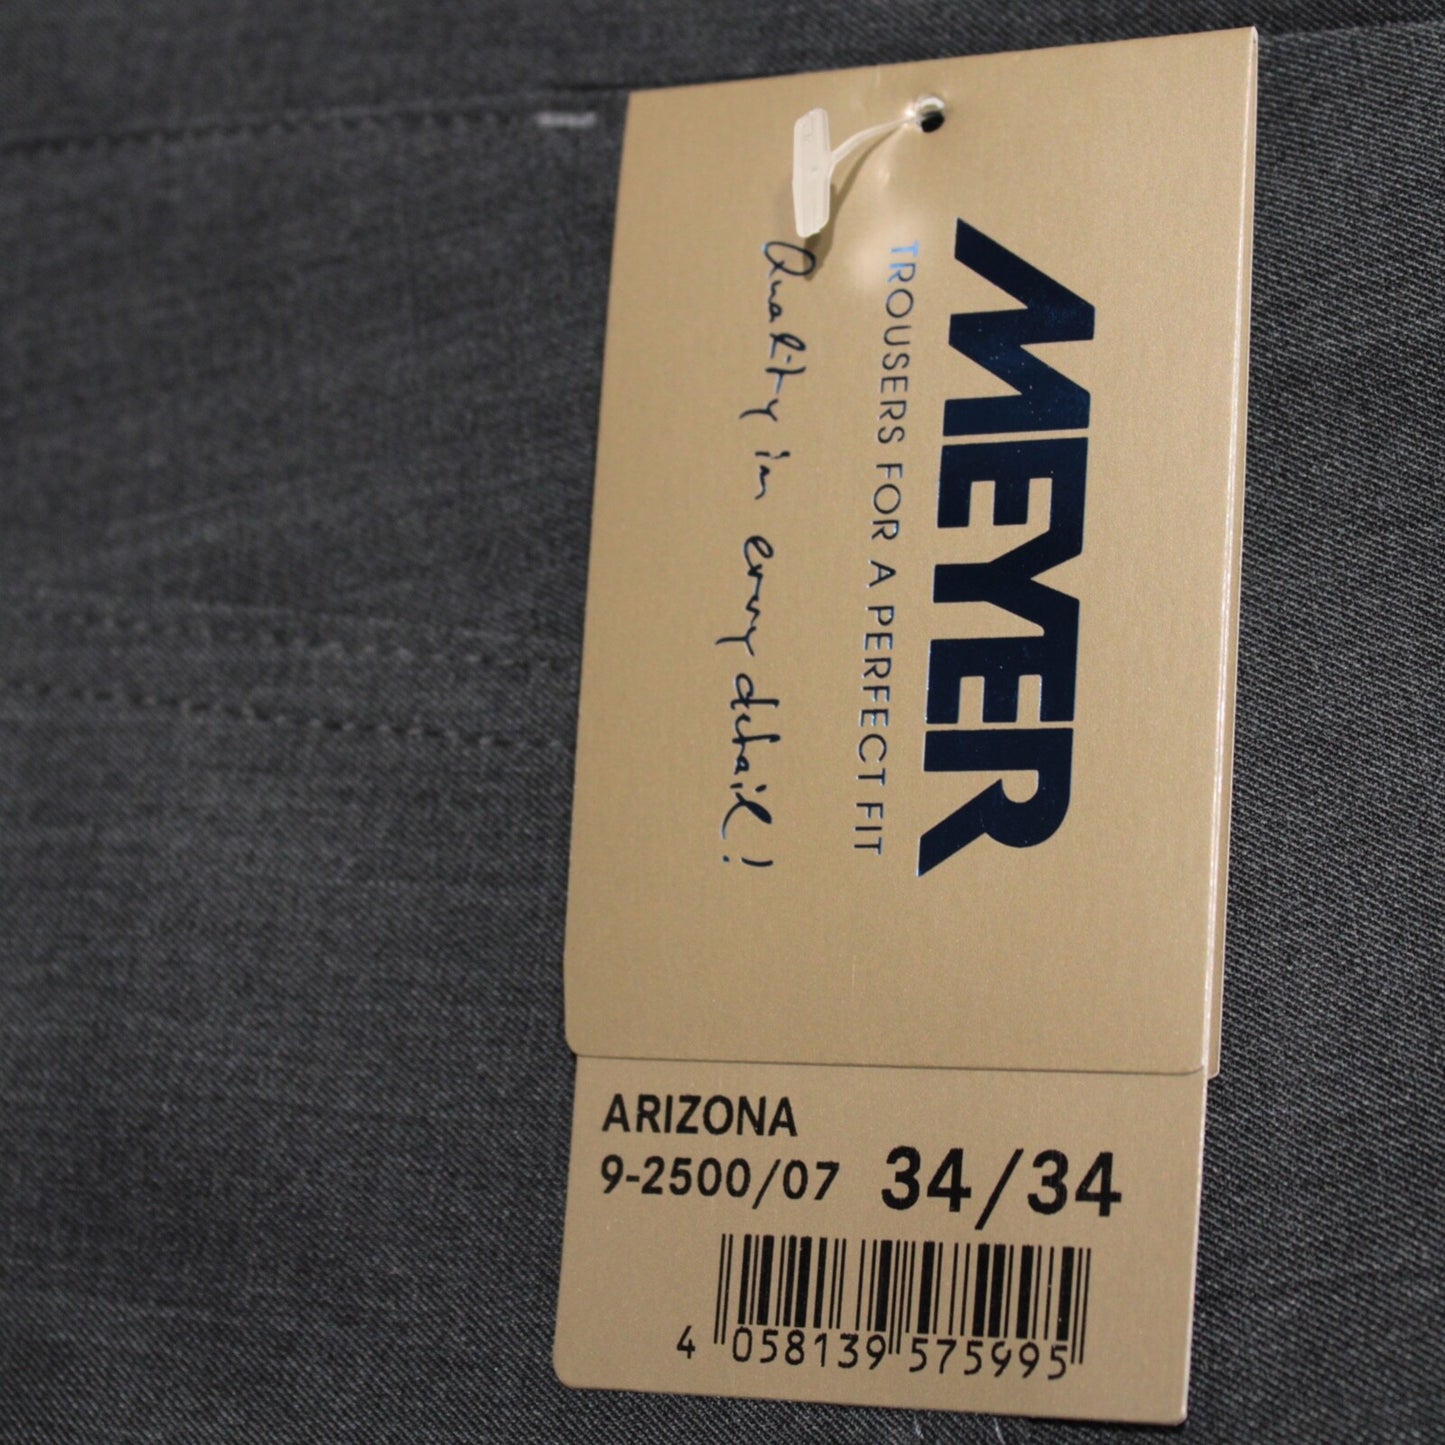 MEYER
TROUSERS FOR A PERFECT FIT
Quality in every detail!
ARIZONA
9-2500/07 34/34
4 058139 575995